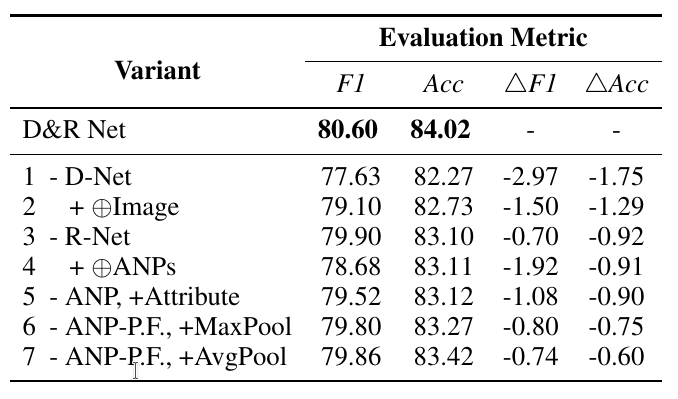 Variant Evaluation Metric
F1 Acc △F1 △Acc
D&R Net 80.60 84.02 - -
1 - D-Net 77.63 82.27 -2.97 -1.75
2 + ⊕Image 79.10 82.73 -1.50 -1.29
3 - R-Net 79.90 83.10 -0.70 -0.92
4 + ⊕ANPs 78.68 83.11 -1.92 -0.91
5 - ANP, +Attribute 79.52 83.12 -1.08 -0.90
6 - ANP-P.F., +MaxPool 79.80 83.27 -0.80 -0.75
7 - ANP-P.F., +AvgPool 79.86 83.42 -0.74 -0.60